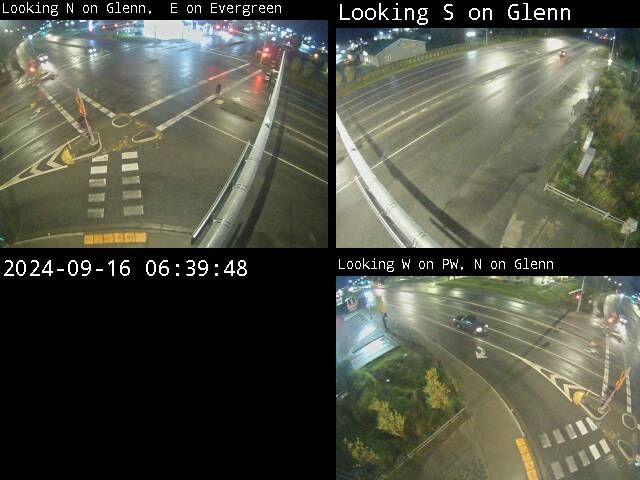 Looking N on Glenn,  E on Evergreen
Looking S on Glenn
2024-09-16 06:39:48
Looking W on PW, N on Glenn